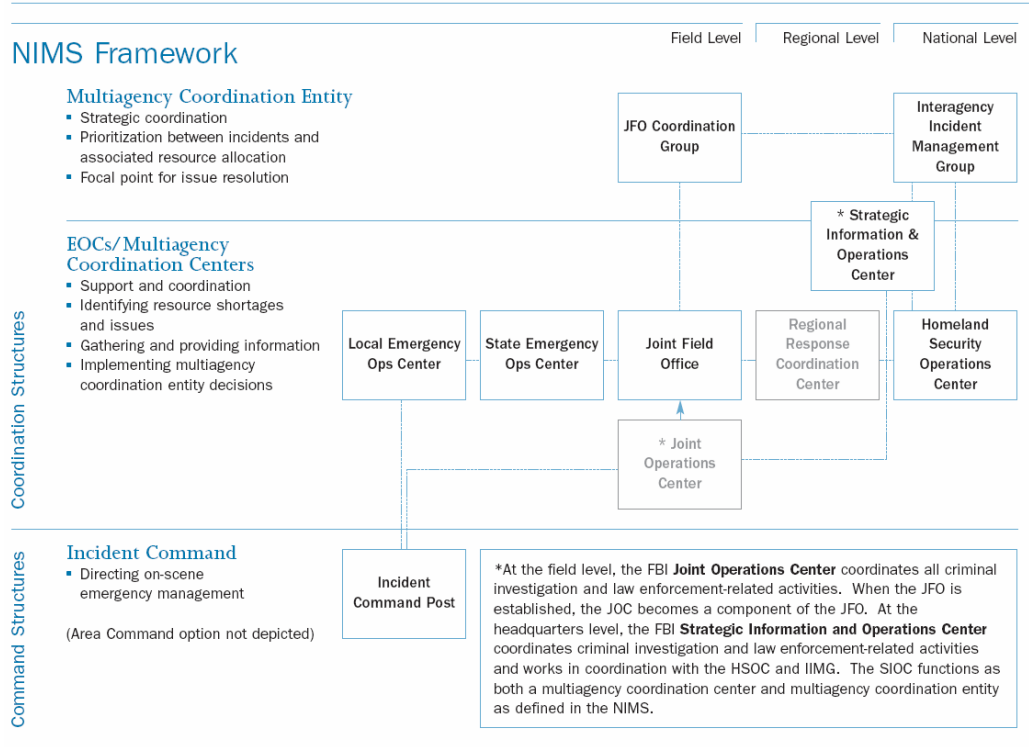 Field Level
Regional Level
National Level
NIMS Framework
Multiagency Coordination Entity
▪ Strategic coordination
▪ Prioritization between incidents and
associated resource allocation
▪ Focal point for issue resolution
JFO Coordination
Group
Interagency
Incident
Management
Group
* Strategic
Information &
Operations
Center
EOCs/Multiagency
Coordination Centers
▪ Support and coordination
▪ Identifying resource shortages
and issues
▪ Gathering and providing information
▪ Implementing multiagency
coordination entity decisions
Local Emergency
Ops Center
State Emergency
Ops Center
Joint Field
Office
Regional
Response
Coordination
Center
Homeland
Security
Operations
Center
* Joint
Operations
Center
Coordination Structures
Incident Command
▪ Directing on-scene
emergency management
(Area Command option not depicted)
Incident
Command Post
*At the field level, the FBI Joint Operations Center coordinates all criminal
investigation and law enforcement-related activities. When the JFO is
established, the JOC becomes a component of the JFO. At the
headquarters level, the FBI Strategic Information and Operations Center
coordinates criminal investigation and law enforcement-related activities
and works in coordination with the HSOC and IIMG. The SIOC functions as
both a multiagency coordination center and multiagency coordination entity
as defined in the NIMS.
Command Structures